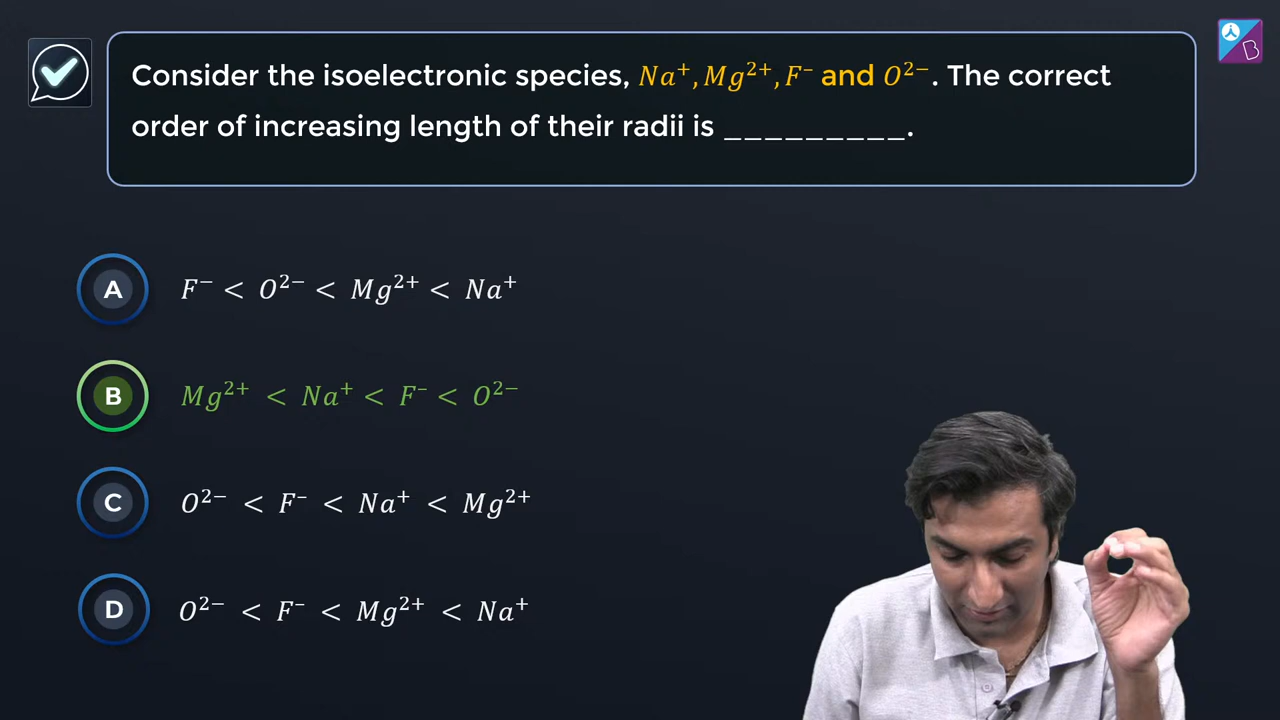 Consider the isoelectronic species, Na⁺, Mg²⁺, F⁻ and O²⁻. The correct
order of increasing length of their radii is _________.
A F⁻ < O²⁻ < Mg²⁺ < Na⁺
B Mg²⁺ < Na⁺ < F⁻ < O²⁻
C O²⁻ < F⁻ < Na⁺ < Mg²⁺
D O²⁻ < F⁻ < Mg²⁺ < Na⁺
B